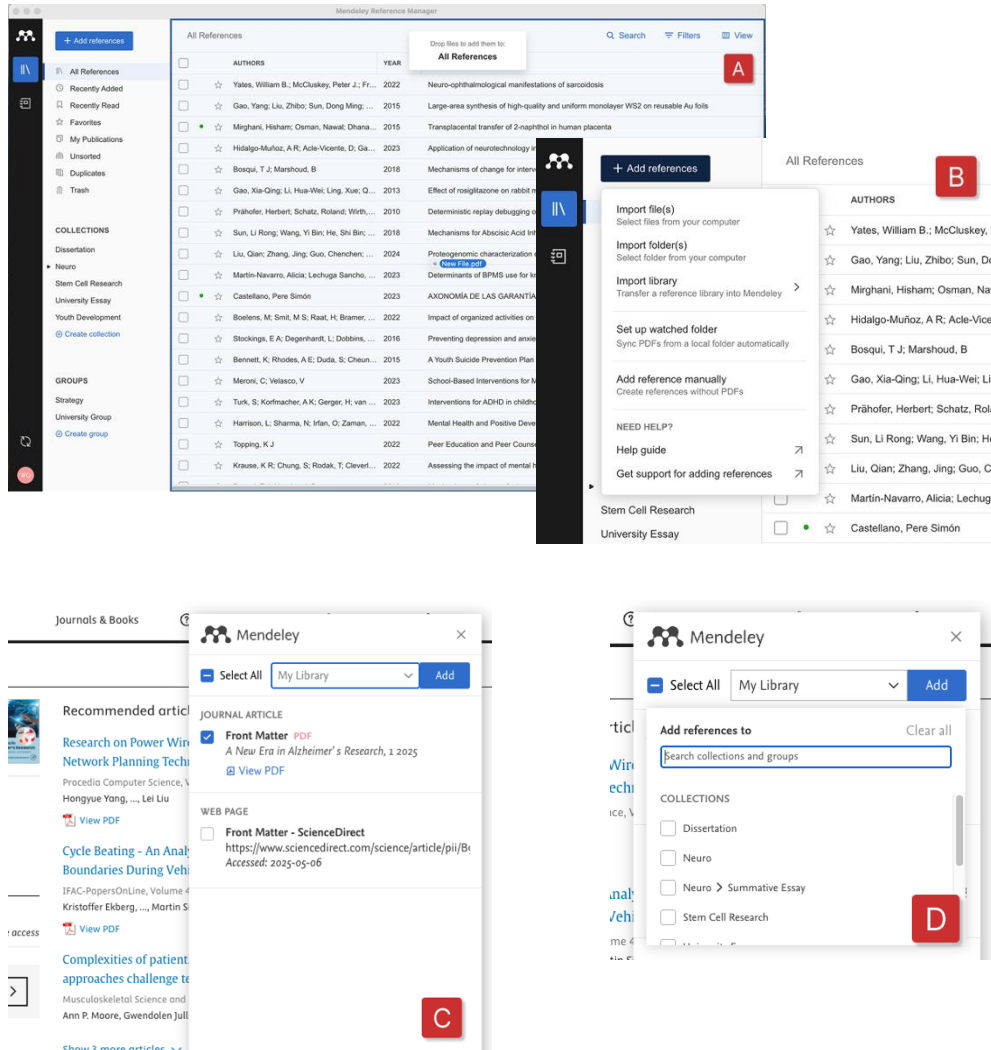 Mendeley Reference Manager
+ Add references
All References
Recently Added
Recently Read
Favorites
My Publications
Unsorted
Duplicates
Trash
COLLECTIONS
Dissertation
Neuro
Stem Cell Research
University Essay
Youth Development
Create collection
GROUPS
Strategy
University Group
Create group
All References
Drop files to add them to:
All References
Search Filters View
A
AUTHORS YEAR
Yates, William B.; McCluskey, Peter J.; Fr... 2022 Neuro-ophthalmological manifestations of sarcoidosis
Gao, Yang; Liu, Zhibo; Sun, Dong Ming; ... 2015 Large-area synthesis of high-quality and uniform monolayer WS2 on reusable Au foils
Mirghani, Hisham; Osman, Nawal; Dhana... 2015 Transplacental transfer of 2-naphthol in human placenta
Hidalgo-Muñoz, A R; Acle-Vicente, D; Ga... 2023 Application of neurotechnology in
Bosqui, T J; Marshoud, B 2018 Mechanisms of change for interv
Gao, Xia-Qing; Li, Hua-Wei; Ling, Xue; Q... 2013 Effect of rosiglitazone on rabbit m
Prähofer, Herbert; Schatz, Roland; Wirth,... 2010 Deterministic replay debugging o
Sun, Li Rong; Wang, Yi Bin; He, Shi Bin; ... 2018 Mechanisms for Abscisic Acid Inh
Liu, Qian; Zhang, Jing; Guo, Chenchen; ... 2024 Proteogenomic characterization
New File.pdf
Martín-Navarro, Alicia; Lechuga Sancho, ... 2023 Determinants of BPMS use for kn
Castellano, Pere Simón 2023 AXONOMÍA DE LAS GARANTÍA
Boelens, M; Smit, M S; Raat, H; Bramer, ... 2022 Impact of organized activities on
Stockings, E A; Degenhardt, L; Dobbins, ... 2016 Preventing depression and anxie
Bennett, K; Rhodes, A E; Duda, S; Cheun... 2015 A Youth Suicide Prevention Plan
Meroni, C; Velasco, V 2023 School-Based Interventions for M
Turk, S; Korfmacher, A K; Gerger, H; van ... 2023 Interventions for ADHD in childho
Harrison, L; Sharma, N; Irfan, O; Zaman, ... 2022 Mental Health and Positive Deve
Topping, K J 2022 Peer Education and Peer Counse
Krause, K R; Chung, S; Rodak, T; Cleverl... 2022 Assessing the impact of mental h
+ Add references
Import file(s)
Select files from your computer
Import folder(s)
Select folder from your computer
Import library
Transfer a reference library into Mendeley
Set up watched folder
Sync PDFs from a local folder automatically
Add reference manually
Create references without PDFs
NEED HELP?
Help guide
Get support for adding references
Stem Cell Research
University Essay
All References
B
AUTHORS
Yates, William B.; McCluskey,
Gao, Yang; Liu, Zhibo; Sun, Do
Mirghani, Hisham; Osman, Na
Hidalgo-Muñoz, A R; Acle-Vice
Bosqui, T J; Marshoud, B
Gao, Xia-Qing; Li, Hua-Wei; Li
Prähofer, Herbert; Schatz, Rola
Sun, Li Rong; Wang, Yi Bin; He
Liu, Qian; Zhang, Jing; Guo, C
Martín-Navarro, Alicia; Lechug
Castellano, Pere Simón
Journals & Books
Recommended articl
Research on Power Wire
Network Planning Techn
Procedia Computer Science, V
Hongyue Yang, ..., Lei Liu
View PDF
Cycle Beating - An Analy
Boundaries During Vehi
IFAC-PapersOnLine, Volume 4
Kristoffer Ekberg, ..., Martin S
View PDF
access
Complexities of patient
approaches challenge te
Musculoskeletal Science and
Ann P. Moore, Gwendolen Jull
Show 3 more articles
Mendeley
Select All My Library Add
JOURNAL ARTICLE
Front Matter PDF
A New Era in Alzheimer's Research, 1 2025
View PDF
WEB PAGE
Front Matter - ScienceDirect
https://www.sciencedirect.com/science/article/pii/B
Accessed: 2025-05-06
C
Mendeley
Select All My Library Add
Add references to Clear all
Search collections and groups
COLLECTIONS
Dissertation
Neuro
Neuro > Summative Essay
Stem Cell Research
D